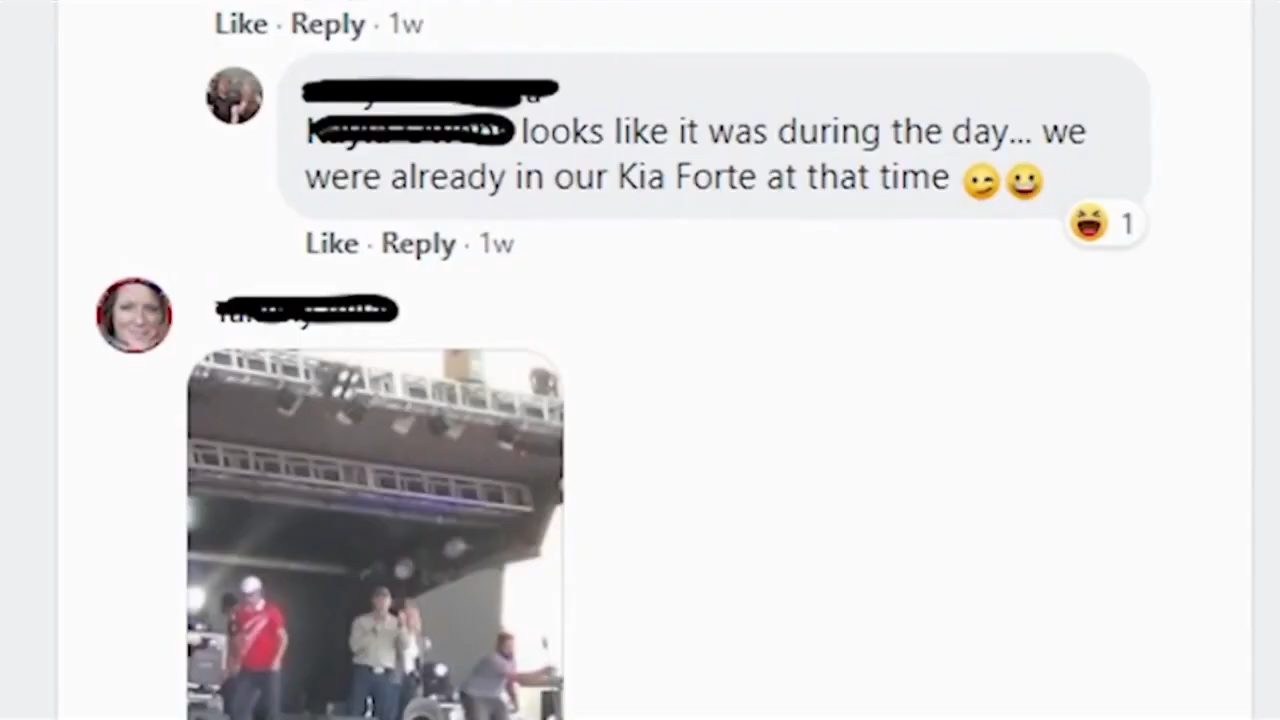 Like · Reply · 1w
looks like it was during the day... we
were already in our Kia Forte at that time 😉😀
1
Like · Reply · 1w